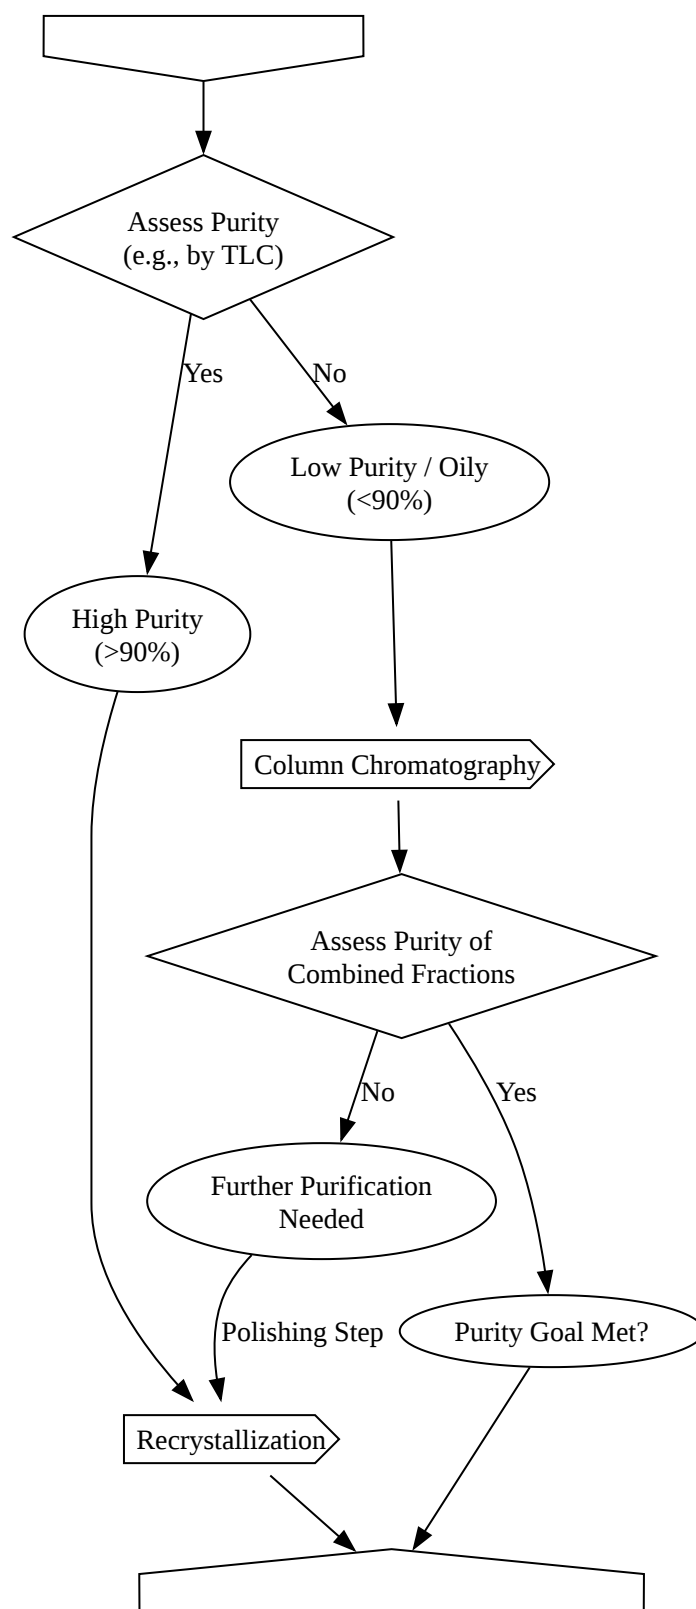 Assess Purity
(e.g., by TLC)
Yes
No
Low Purity / Oily
(<90%)
High Purity
(>90%)
Column Chromatography
Assess Purity of
Combined Fractions
No
Yes
Further Purification
Needed
Polishing Step
Purity Goal Met?
Recrystallization